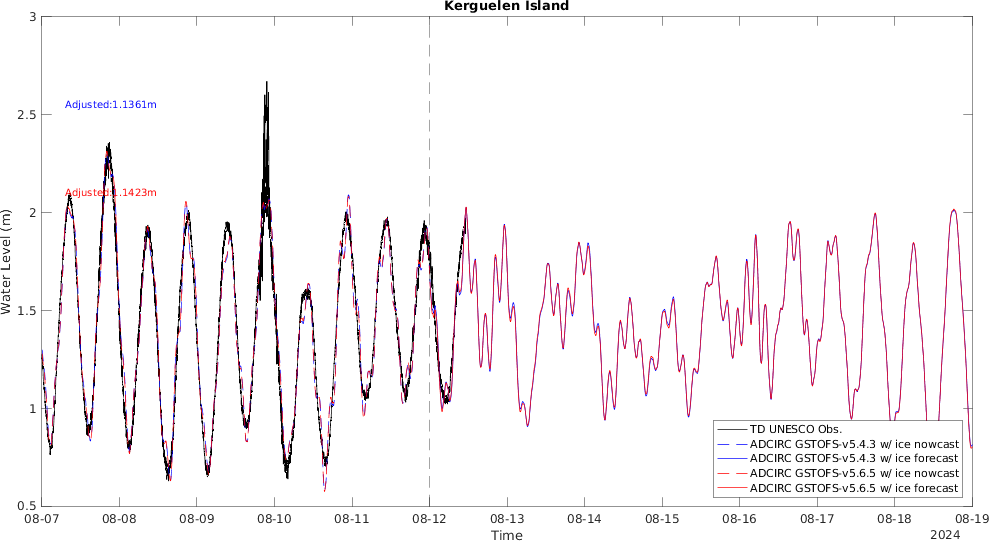 Kerguelen Island
3
2.5
2
1.5
1
0.5
Water Level (m)
Adjusted:1.1361m
Adjusted:1.1423m
TD UNESCO Obs.
ADCIRC GSTOFS-v5.4.3 w/ ice nowcast
ADCIRC GSTOFS-v5.4.3 w/ ice forecast
ADCIRC GSTOFS-v5.6.5 w/ ice nowcast
ADCIRC GSTOFS-v5.6.5 w/ ice forecast
08-07 08-08 08-09 08-10 08-11 08-12 08-13 08-14 08-15 08-16 08-17 08-18 08-19
Time
2024